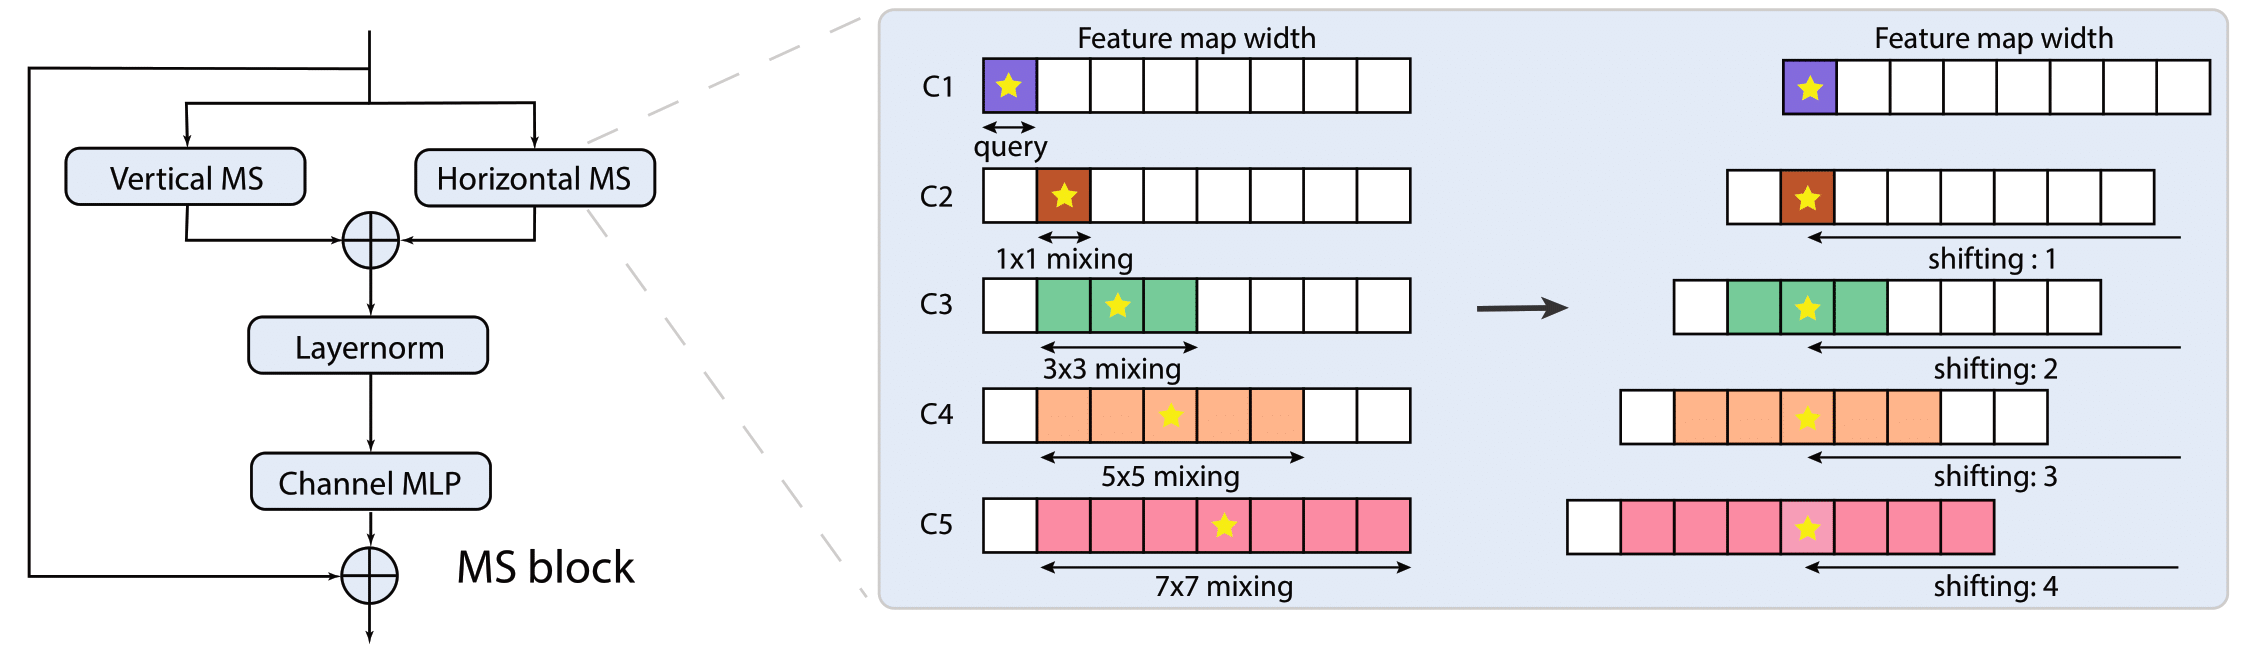 Vertical MS
Horizontal MS
Layernorm
Channel MLP
MS block
Feature map width
C1
query
C2
1x1 mixing
C3
3x3 mixing
C4
5x5 mixing
C5
7x7 mixing
Feature map width
shifting : 1
shifting: 2
shifting: 3
shifting: 4